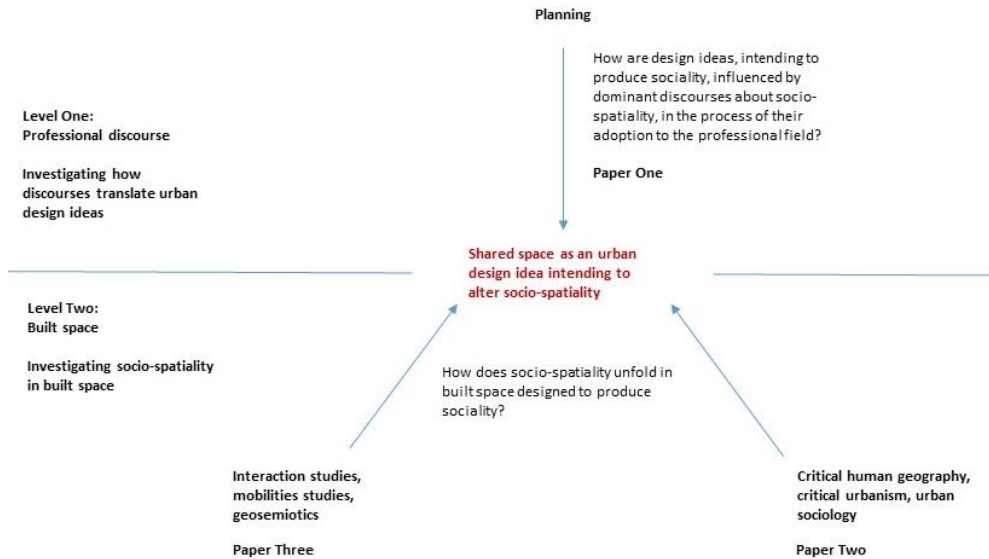 Planning
How are design ideas, intending to
produce sociality, influenced by
dominant discourses about socio-
spatiality, in the process of their
adoption to the professional field?
Paper One
Level One:
Professional discourse
Investigating how
discourses translate urban
design ideas
Shared space as an urban
design idea intending to
alter socio-spatiality
Level Two:
Built space
Investigating socio-spatiality
in built space
How does socio-spatiality unfold in
built space designed to produce
sociality?
Interaction studies,
mobilities studies,
geosemiotics
Paper Three
Critical human geography,
critical urbanism, urban
sociology
Paper Two